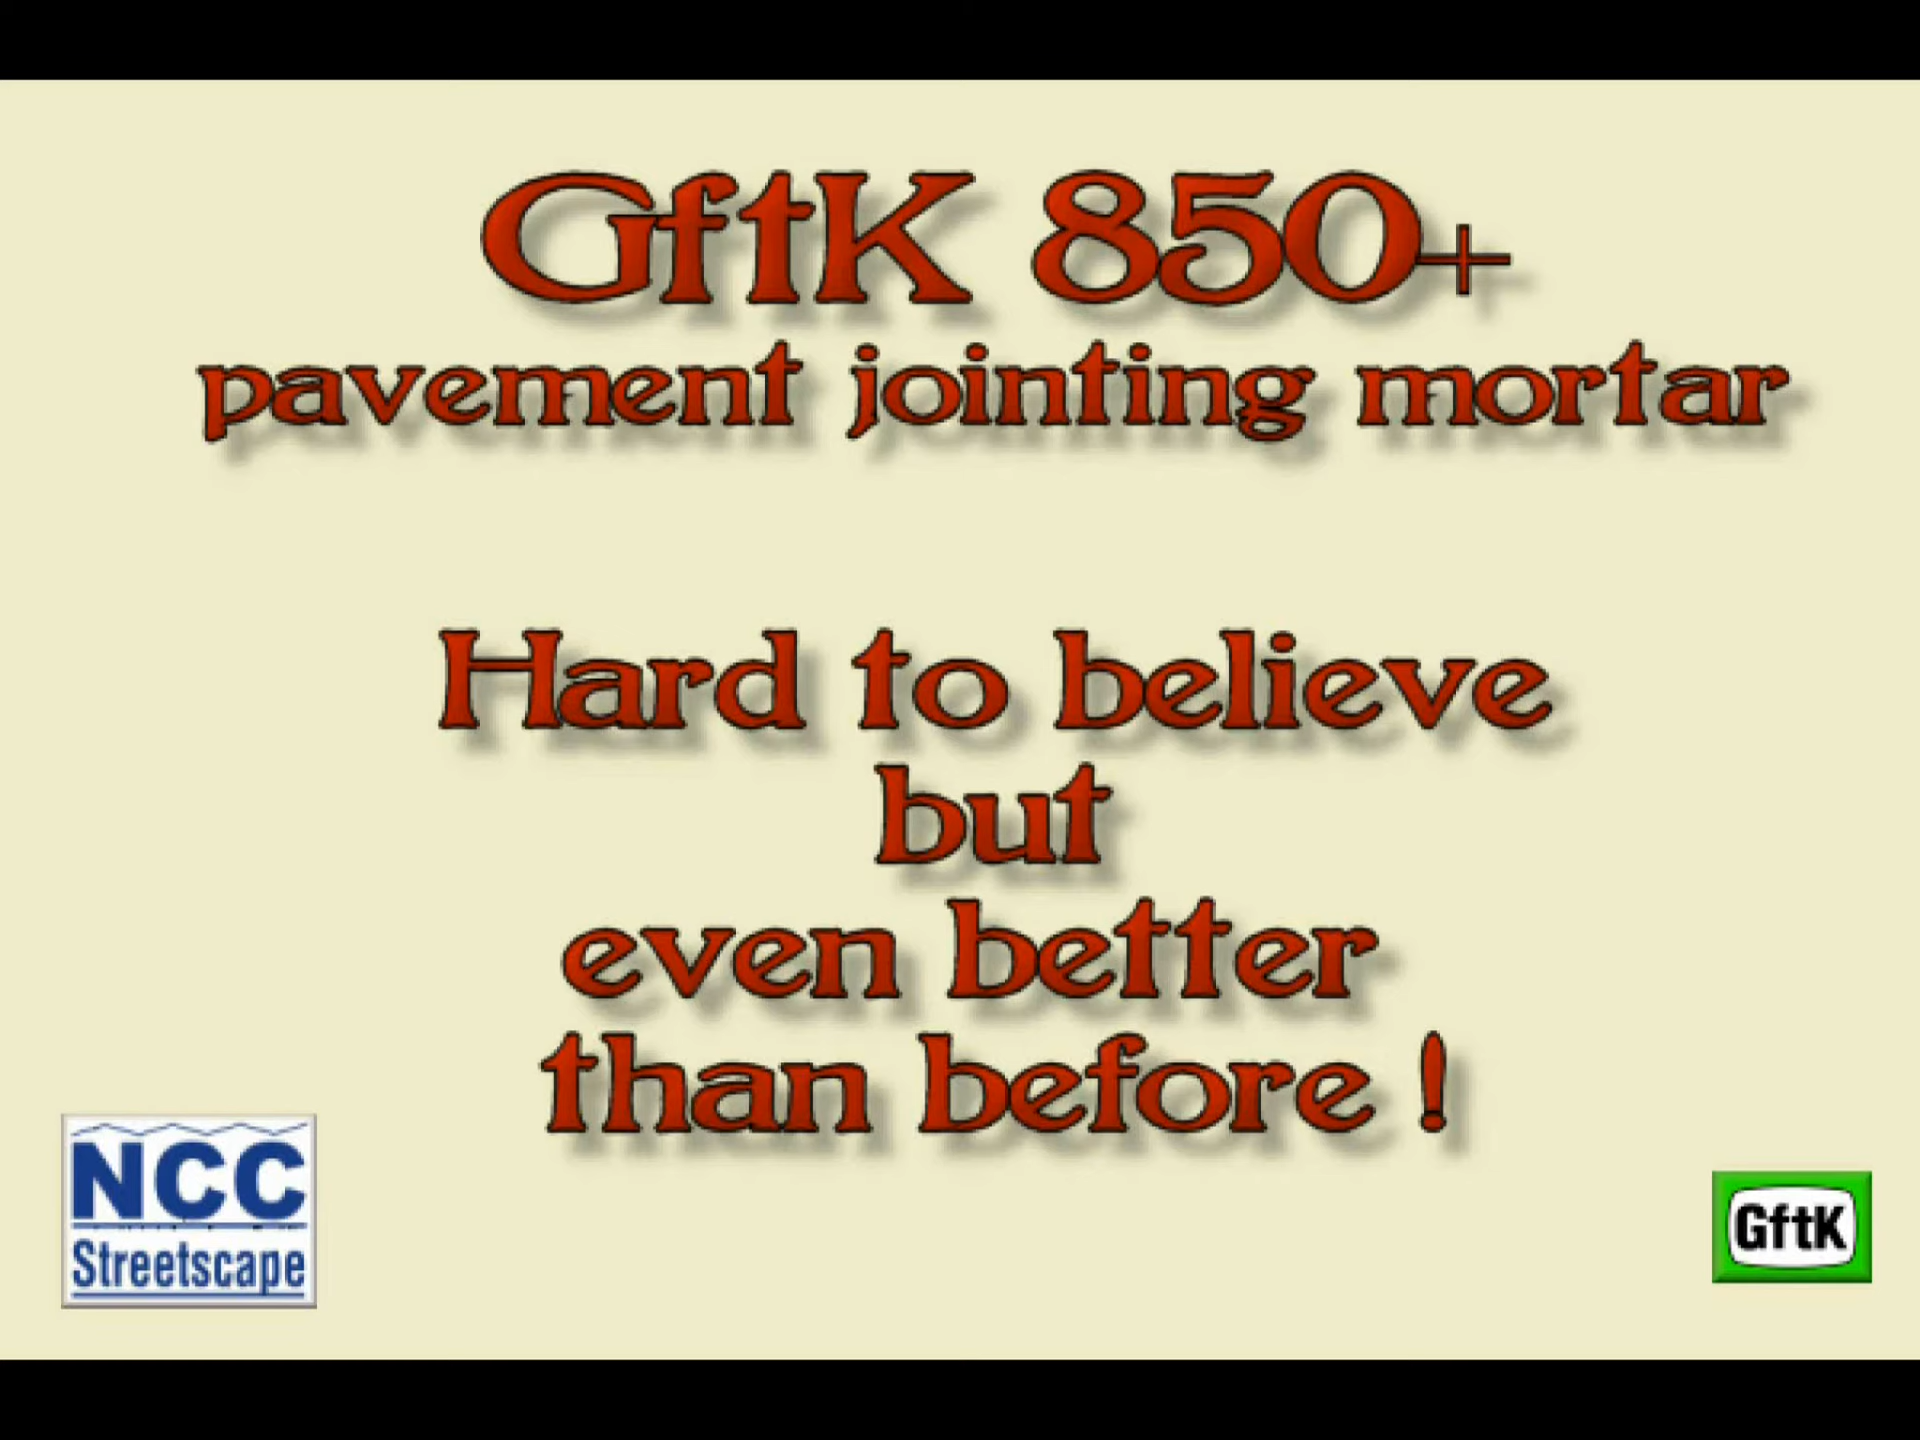 GftK 850+
pavement jointing mortar
Hard to believe
but
even better
than before !
NCC
Streetscape
GftK